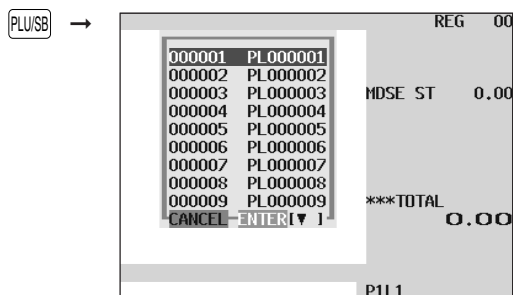 PLU/SB →
REG 00
000001 PL000001
000002 PL000002
000003 PL000003
MDSE ST 0.00
000004 PL000004
000005 PL000005
000006 PL000006
000007 PL000007
000008 PL000008
000009 PL000009
***TOTAL
CANCEL ENTER[▼ ]
0.00
P1L1